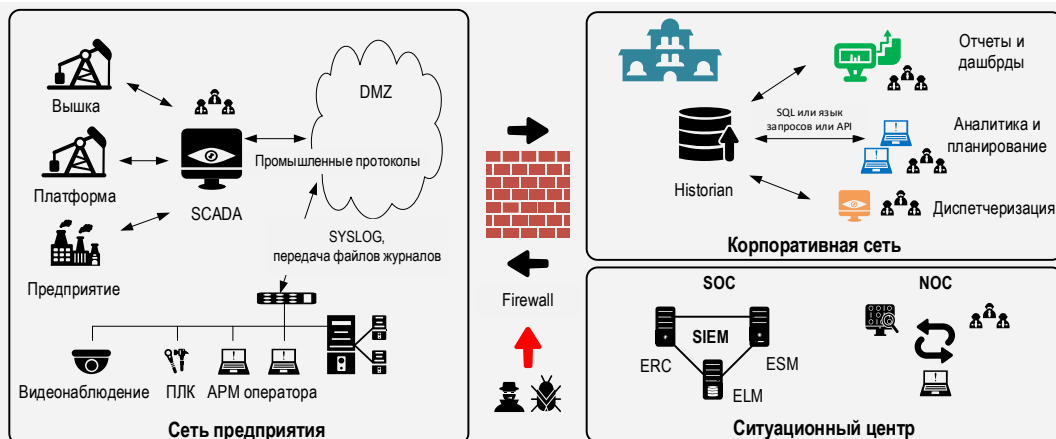 Вышка
Платформа
Предприятие
SCADA
DMZ
Промышленные протоколы
SYSLOG,
передача файлов журналов
Видеонаблюдение
ПЛК
АРМ оператора
Сеть предприятия
Firewall
Historian
SQL или язык
запросов или API
Отчеты и
дашбрды
Аналитика и
планирование
Диспетчеризация
Корпоративная сеть
SOC
NOC
SIEM
ERC
ESM
ELM
Ситуационный центр